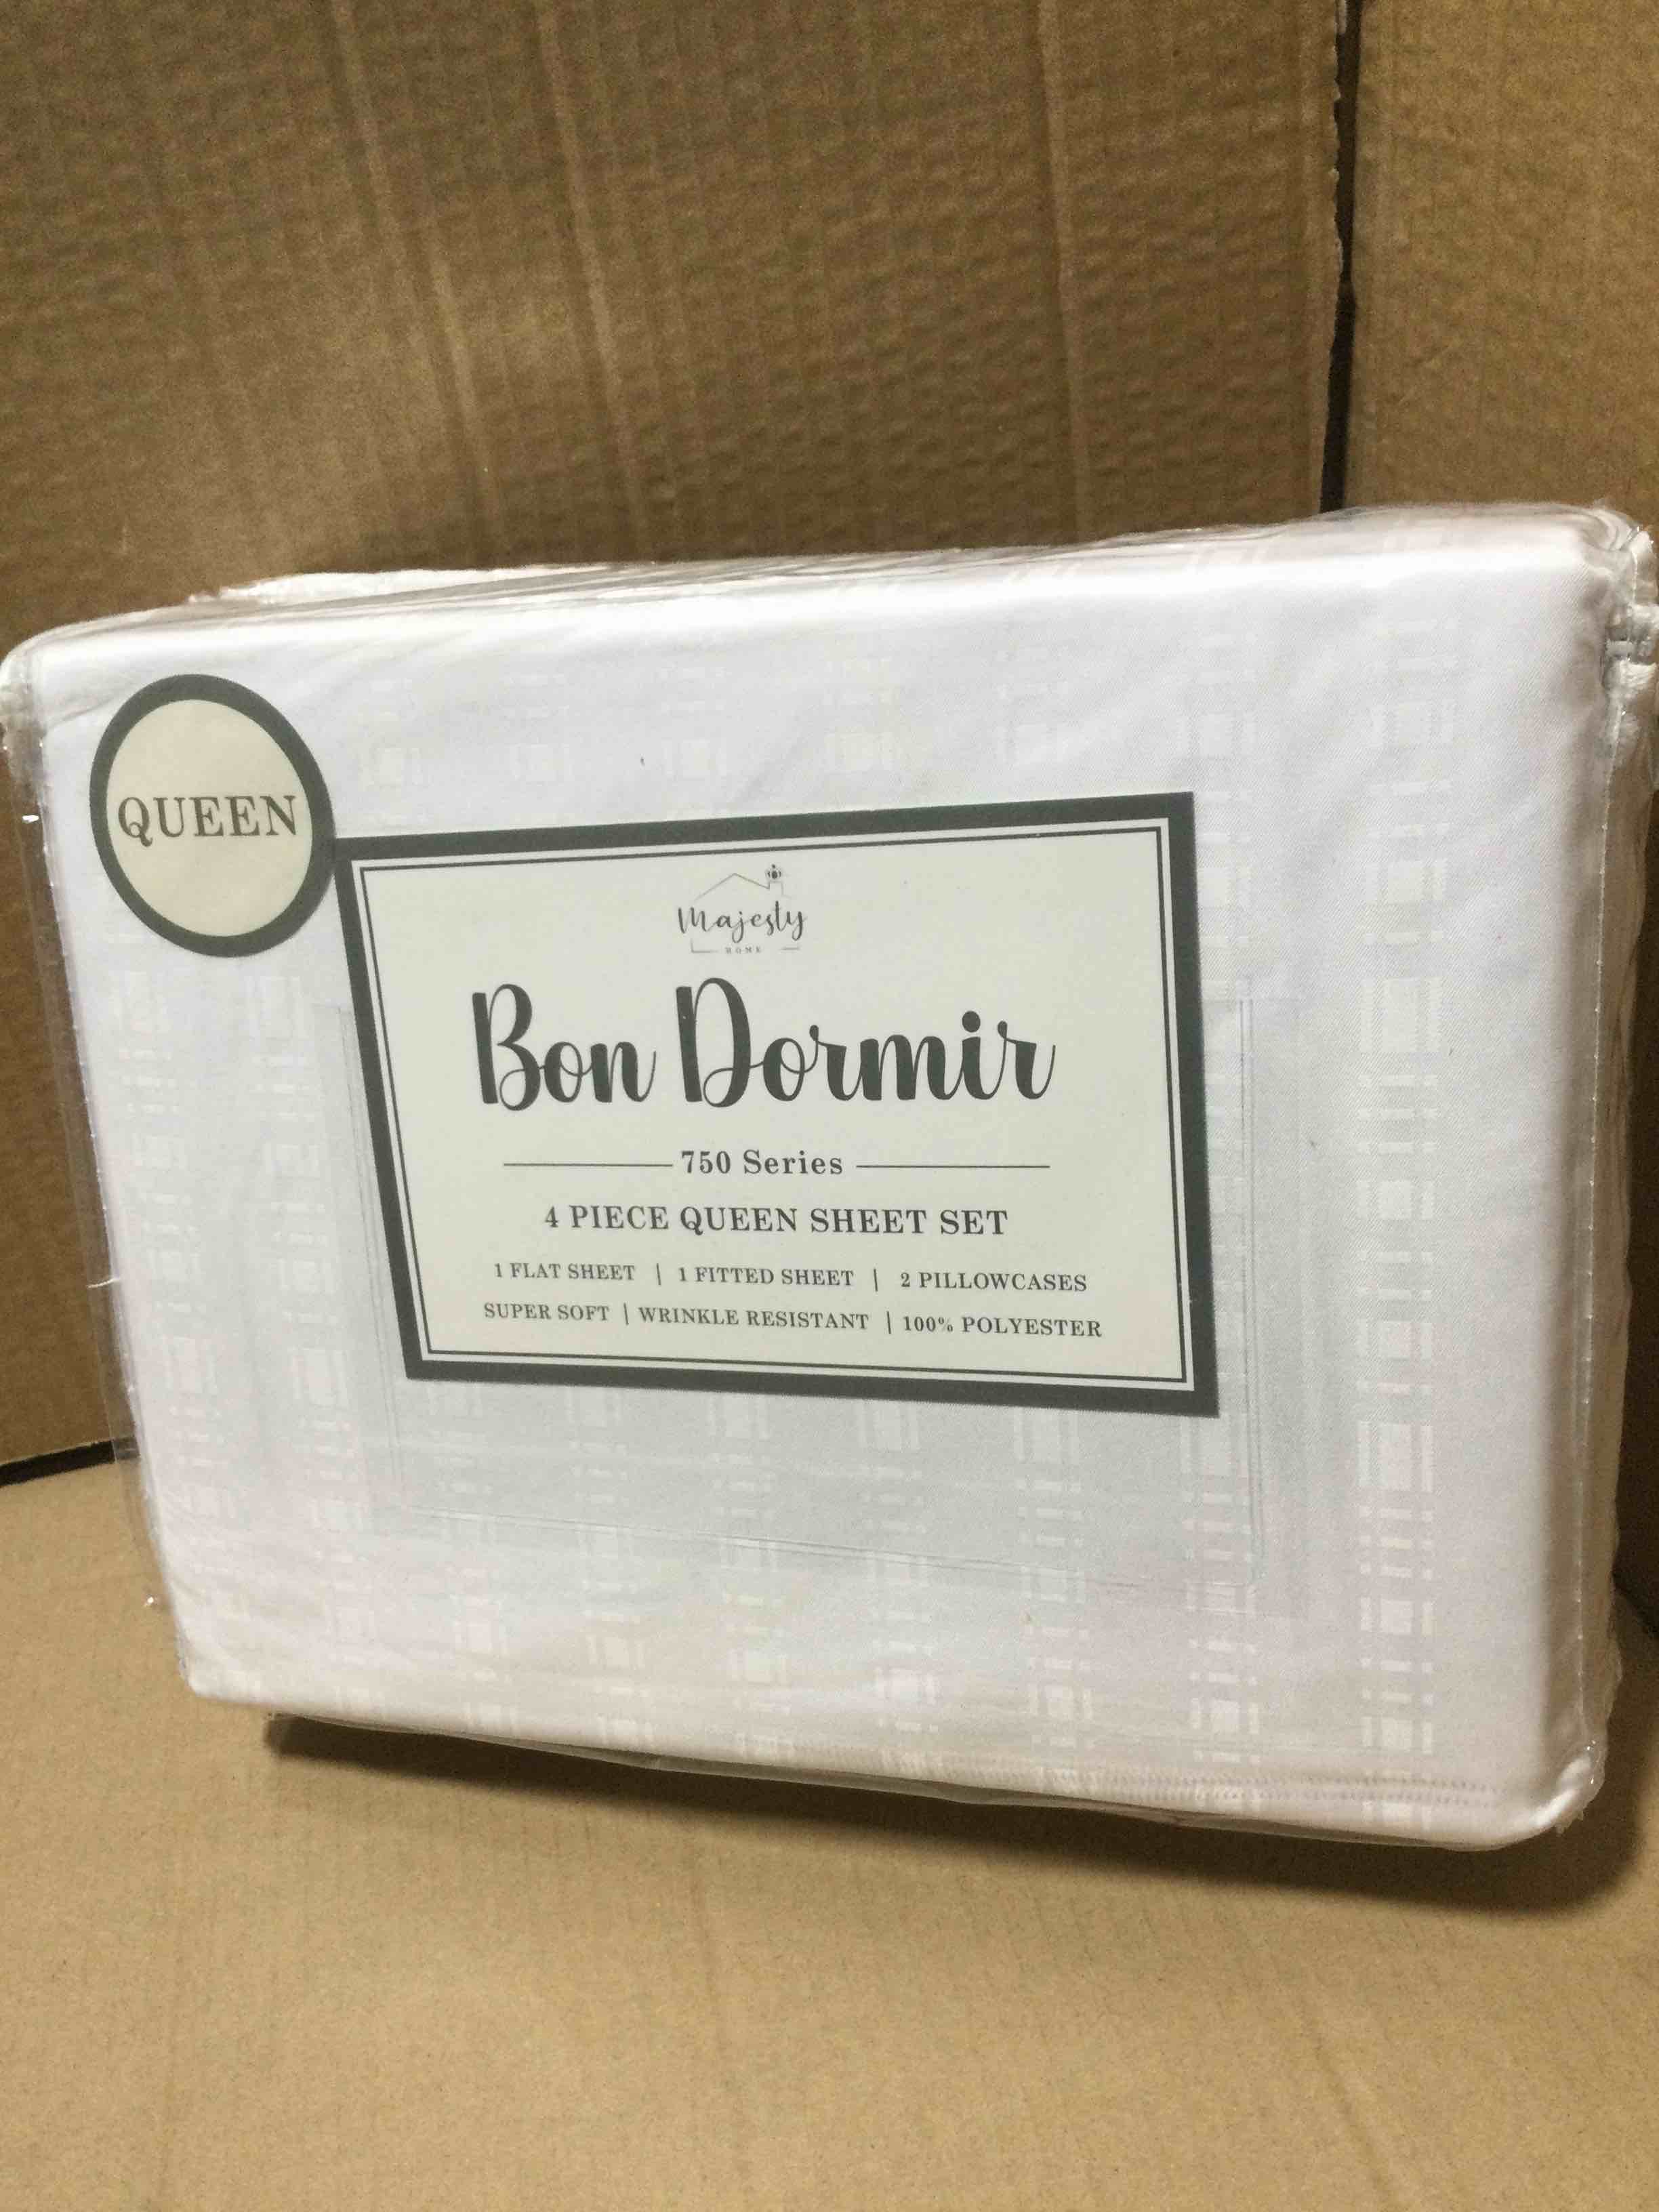 QUEEN
Majesty
HOME
Bon Dormir
750 Series
4 PIECE QUEEN SHEET SET
1 FLAT SHEET | 1 FITTED SHEET | 2 PILLOWCASES
SUPER SOFT | WRINKLE RESISTANT | 100% POLYESTER